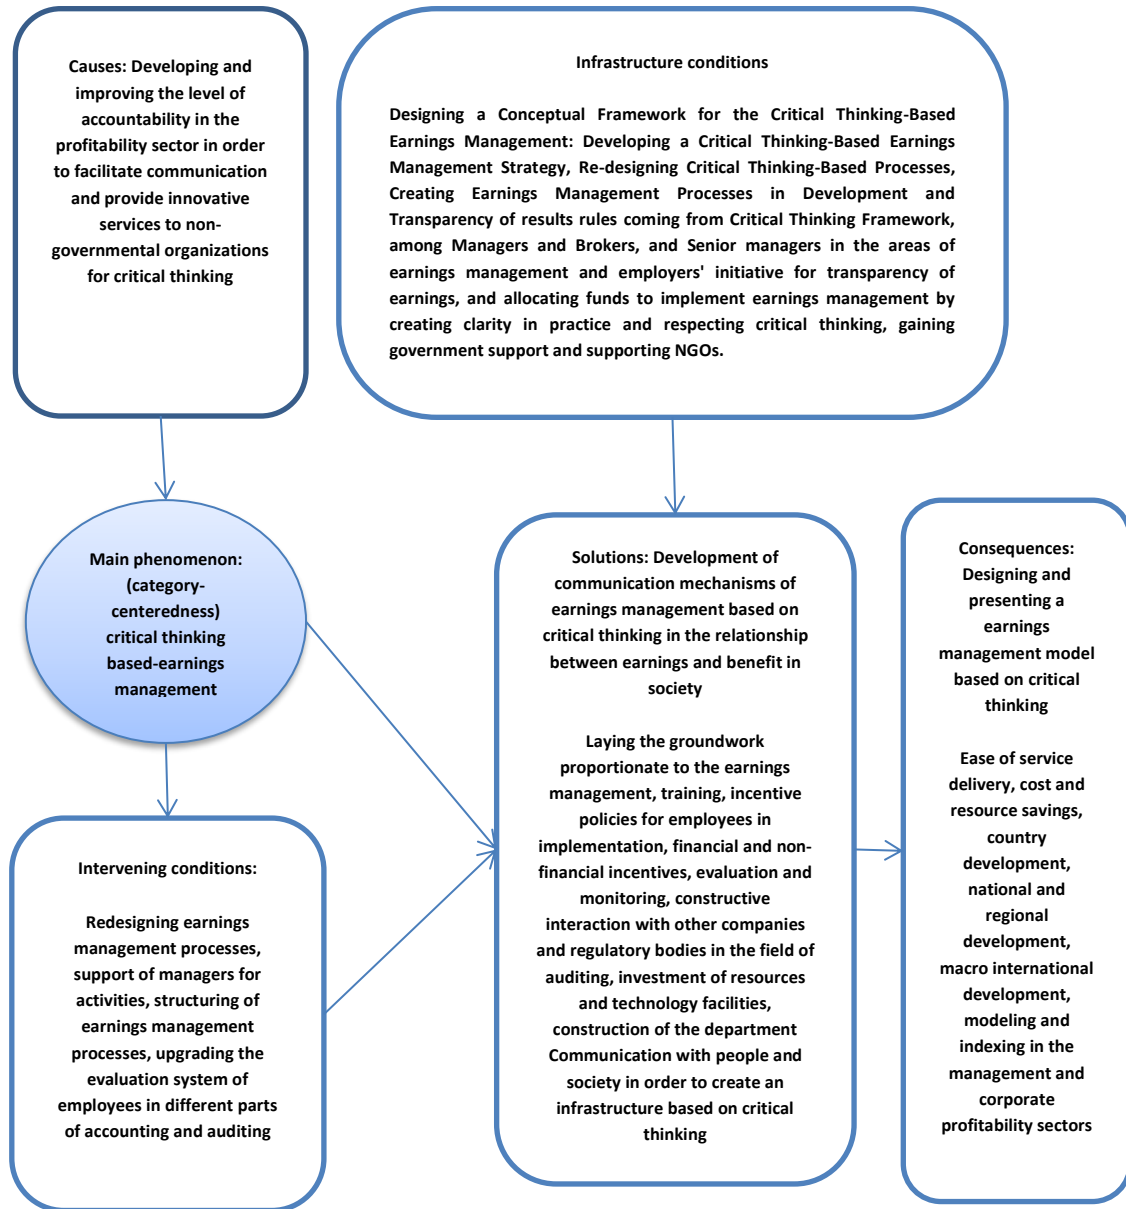 Causes: Developing and
improving the level of
accountability in the
profitability sector in order
to facilitate communication
and provide innovative
services to non-
governmental organizations
for critical thinking
Infrastructure conditions
Designing a Conceptual Framework for the Critical Thinking-Based
Earnings Management: Developing a Critical Thinking-Based Earnings
Management Strategy, Re-designing Critical Thinking-Based Processes,
Creating Earnings Management Processes in Development and
Transparency of results rules coming from Critical Thinking Framework,
among Managers and Brokers, and Senior managers in the areas of
earnings management and employers' initiative for transparency of
earnings, and allocating funds to implement earnings management by
creating clarity in practice and respecting critical thinking, gaining
government support and supporting NGOs.
Main phenomenon:
(category-
centeredness)
critical thinking
based-earnings
management
Intervening conditions:
Redesigning earnings
management processes,
support of managers for
activities, structuring of
earnings management
processes, upgrading the
evaluation system of
employees in different parts
of accounting and auditing
Solutions: Development of
communication mechanisms of
earnings management based on
critical thinking in the relationship
between earnings and benefit in
society
Laying the groundwork
proportionate to the earnings
management, training, incentive
policies for employees in
implementation, financial and non-
financial incentives, evaluation and
monitoring, constructive
interaction with other companies
and regulatory bodies in the field of
auditing, investment of resources
and technology facilities,
construction of the department
Communication with people and
society in order to create an
infrastructure based on critical
thinking
Consequences:
Designing and
presenting a
earnings
management model
based on critical
thinking
Ease of service
delivery, cost and
resource savings,
country
development,
national and
regional
development,
macro international
development,
modeling and
indexing in the
management and
corporate
profitability sectors